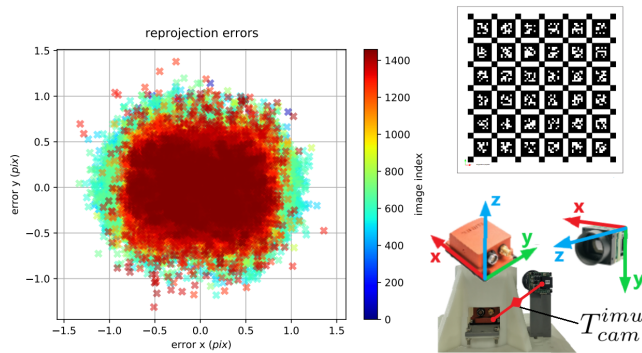 reprojection errors
1.5
1.0
0.5
0.0
−0.5
−1.0
error y (pix)
−1.5 −1.0 −0.5 0.0 0.5 1.0 1.5
error x (pix)
1400
1200
1000
800
600
400
200
0
image index
z
y
x
x
z
y
T_{cam}^{imu}